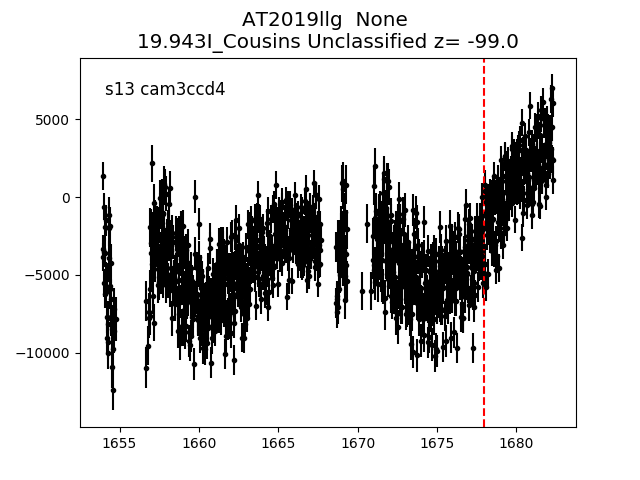 AT2019llg  None
19.943I_Cousins Unclassified z= -99.0
s13 cam3ccd4
5000
0
−5000
−10000
1655 1660 1665 1670 1675 1680